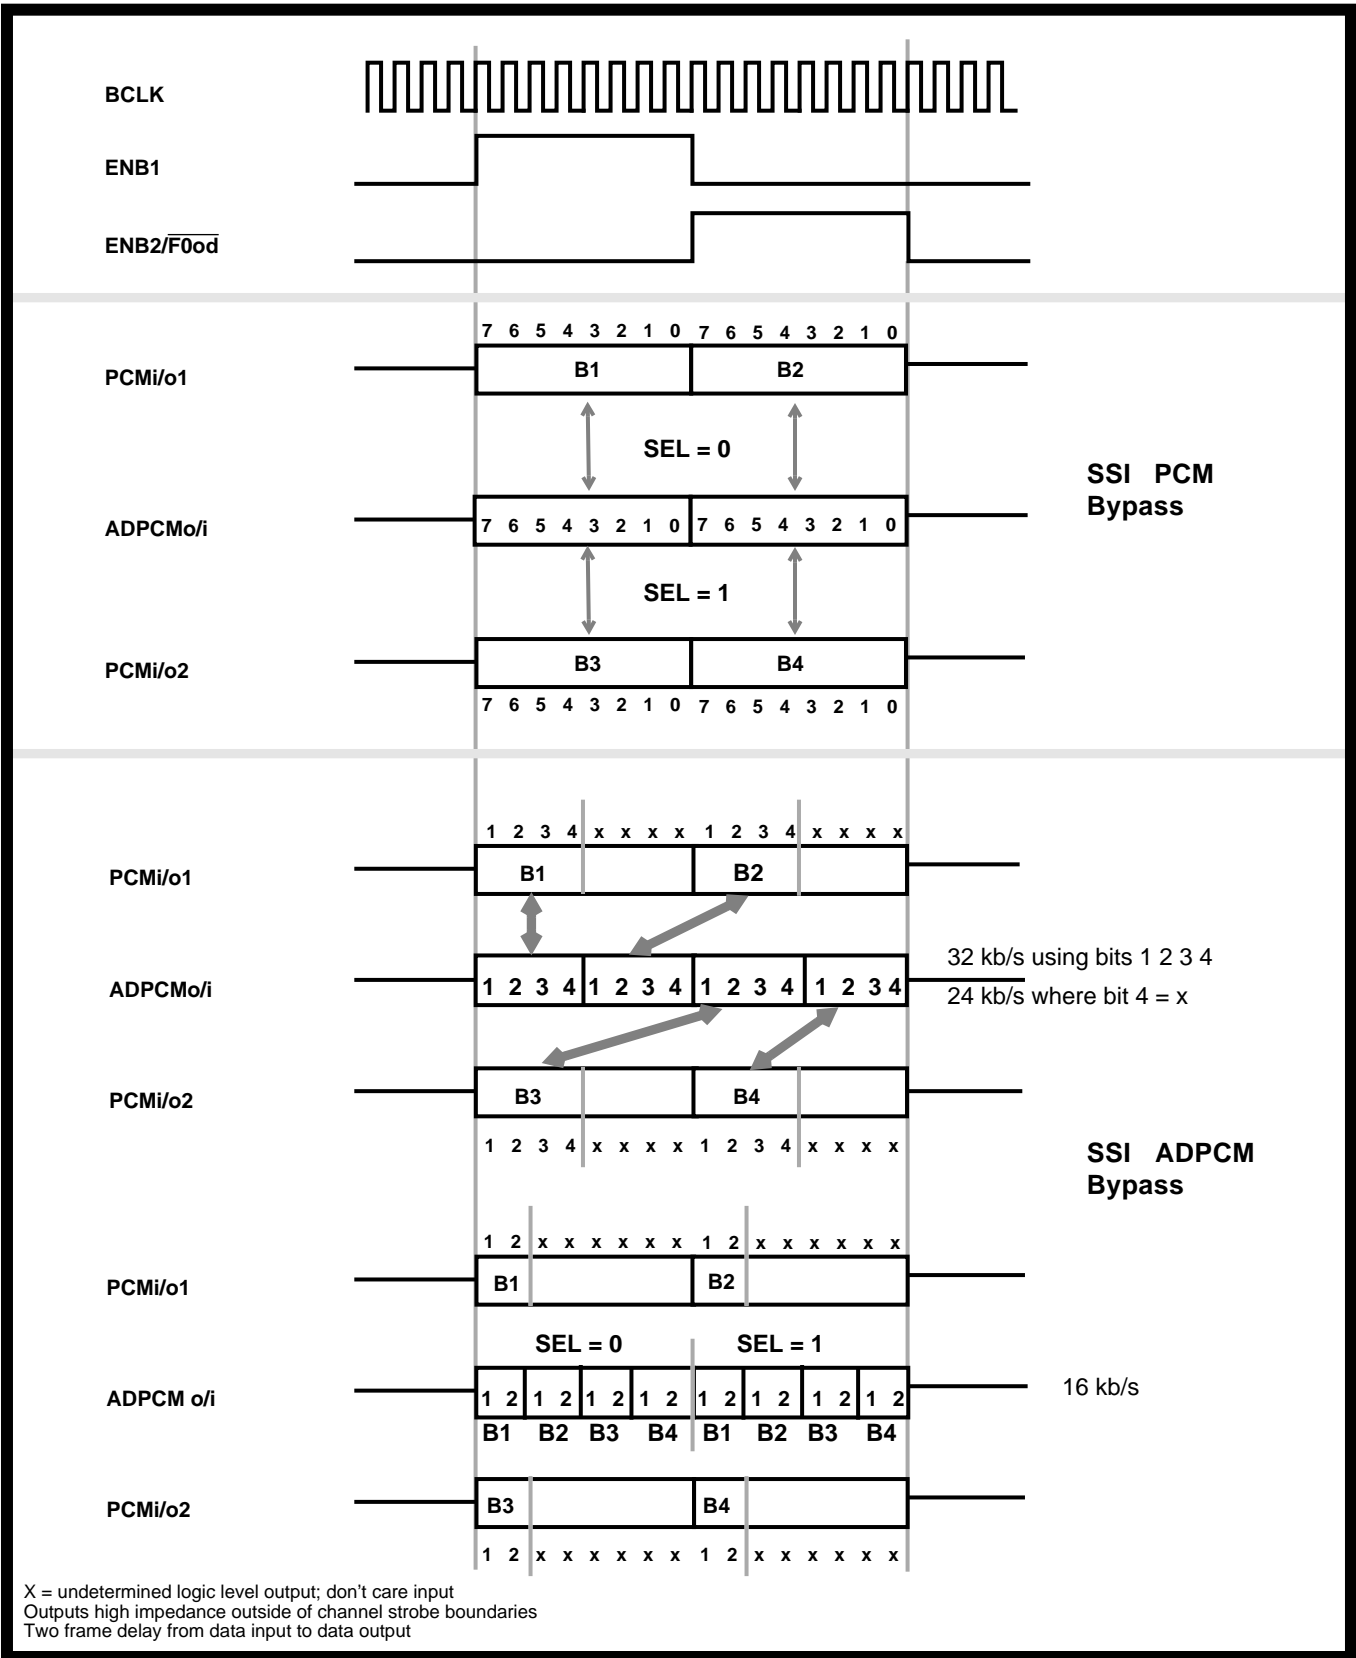 BCLK
ENB1
ENB2/F0od
7 6 5 4 3 2 1 0 7 6 5 4 3 2 1 0
PCMi/o1 B1 B2
SEL = 0
SSI PCM
Bypass
ADPCMo/i 7 6 5 4 3 2 1 0 7 6 5 4 3 2 1 0
SEL = 1
PCMi/o2 B3 B4
7 6 5 4 3 2 1 0 7 6 5 4 3 2 1 0
1 2 3 4 x x x x 1 2 3 4 x x x x
PCMi/o1 B1 B2
32 kb/s using bits 1 2 3 4
ADPCMo/i 1 2 3 4 1 2 3 4 1 2 3 4 1 2 3 4
24 kb/s where bit 4 = x
PCMi/o2 B3 B4
1 2 3 4 x x x x 1 2 3 4 x x x x
SSI ADPCM
Bypass
1 2 x x x x x x 1 2 x x x x x x
PCMi/o1 B1 B2
SEL = 0 SEL = 1
ADPCM o/i 1 2 1 2 1 2 1 2 1 2 1 2 1 2 1 2 16 kb/s
B1 B2 B3 B4 B1 B2 B3 B4
PCMi/o2 B3 B4
1 2 x x x x x x 1 2 x x x x x x
X = undetermined logic level output; don't care input
Outputs high impedance outside of channel strobe boundaries
Two frame delay from data input to data output